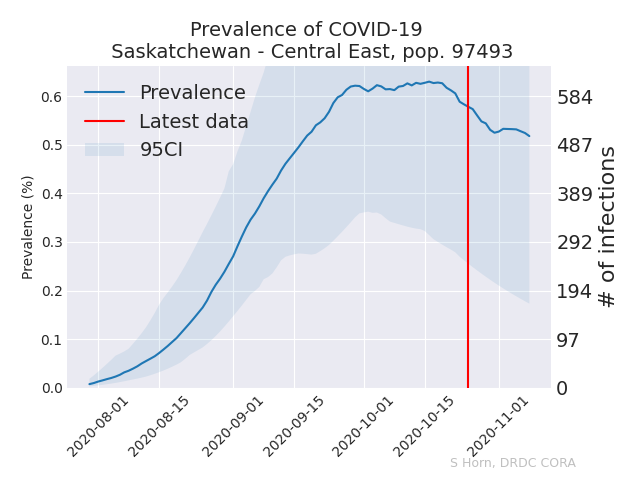 Prevalence of COVID-19
Saskatchewan - Central East, pop. 97493
Prevalence
Latest data
95CI
Prevalence (%)
0.6
0.5
0.4
0.3
0.2
0.1
0.0
584
487
389
292
194
97
0
# of infections
2020-08-01
2020-08-15
2020-09-01
2020-09-15
2020-10-01
2020-10-15
2020-11-01
S Horn, DRDC CORA